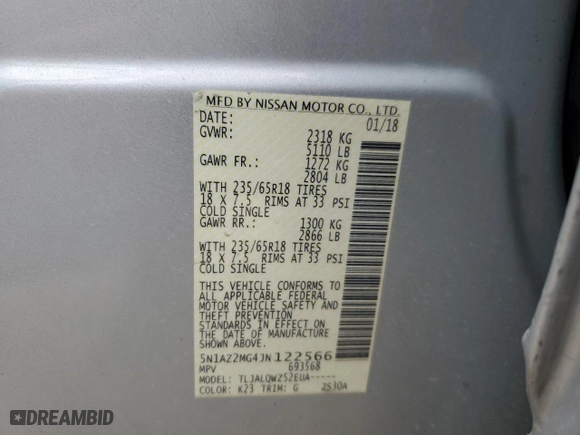 MFD BY NISSAN MOTOR CO., LTD.
DATE: 01/18
GVWR: 2318 KG
5110 LB
GAWR FR.: 1272 KG
2804 LB
WITH 235/65R18 TIRES
18 X 7.5 RIMS AT 33 PSI
COLD SINGLE
GAWR RR.: 1300 KG
2866 LB
WITH 235/65R18 TIRES
18 X 7.5 RIMS AT 33 PSI
COLD SINGLE
THIS VEHICLE CONFORMS TO
ALL APPLICABLE FEDERAL
MOTOR VEHICLE SAFETY AND
THEFT PREVENTION
STANDARDS IN EFFECT ON
THE DATE OF MANUFACTURE
SHOWN ABOVE.
5N1AZ2MG4JN122566
MPV 693568
MODEL: TLJALQWZ52EUA-----
COLOR: K23 TRIM: G 2S30A
DREAMBID